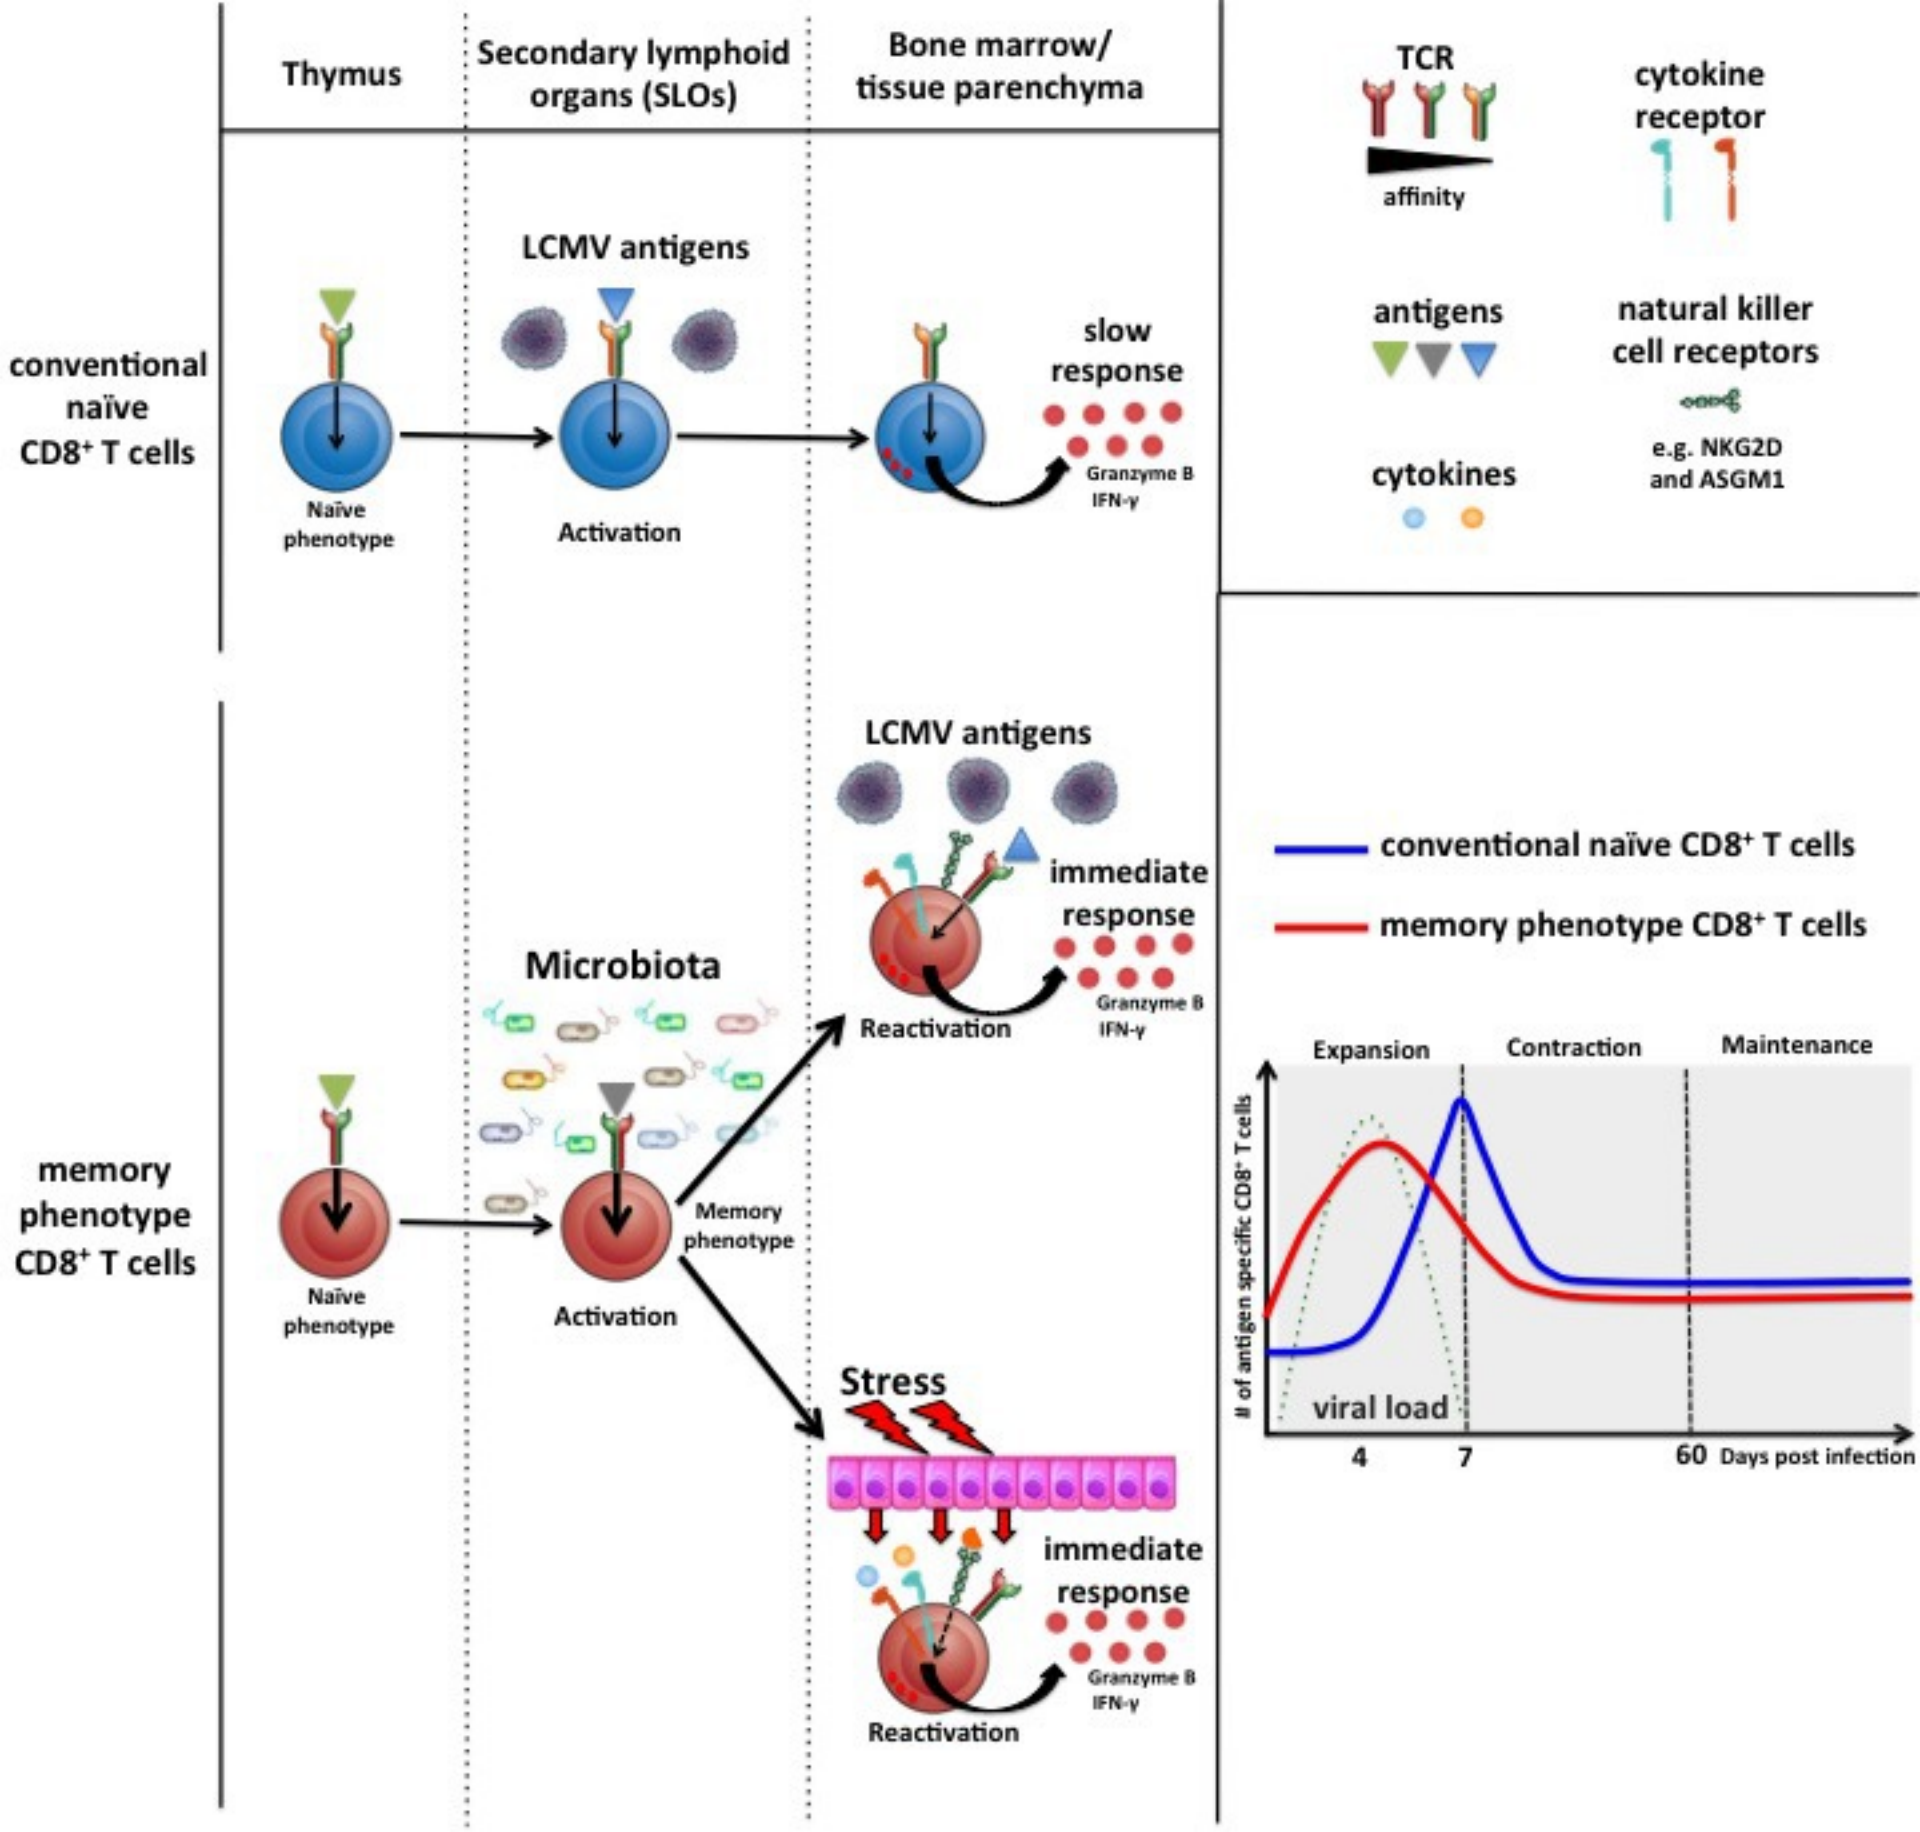 Thymus
Secondary lymphoid
organs (SLOs)
Bone marrow/
tissue parenchyma
conventional
naïve
CD8⁺ T cells
Naïve
phenotype
LCMV antigens
Activation
slow
response
Granzyme B
IFN-γ
memory
phenotype
CD8⁺ T cells
Naïve
phenotype
Microbiota
Activation
Memory
phenotype
LCMV antigens
immediate
response
Granzyme B
IFN-γ
Reactivation
Stress
immediate
response
Granzyme B
IFN-γ
Reactivation
TCR
affinity
cytokine
receptor
antigens
natural killer
cell receptors
e.g. NKG2D
and ASGM1
cytokines
conventional naïve CD8⁺ T cells
memory phenotype CD8⁺ T cells
Expansion
Contraction
Maintenance
# of antigen specific CD8⁺ T cells
viral load
4
7
60
Days post infection